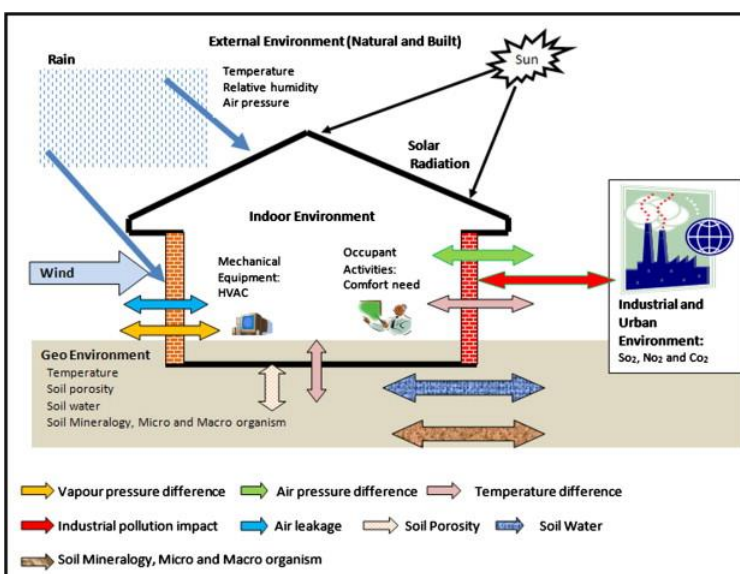 External Environment (Natural and Built)
Rain
Temperature
Relative humidity
Air pressure
Sun
Solar
Radiation
Indoor Environment
Wind
Mechanical
Equipment:
HVAC
Occupant
Activities:
Comfort need
Industrial and
Urban
Environment:
So₂, No₂ and Co₂
Geo Environment
Temperature
Soil porosity
Soil water
Soil Mineralogy, Micro and Macro organism
Vapour pressure difference
Air pressure difference
Temperature difference
Industrial pollution impact
Air leakage
Soil Porosity
Soil Water
Soil Mineralogy, Micro and Macro organism